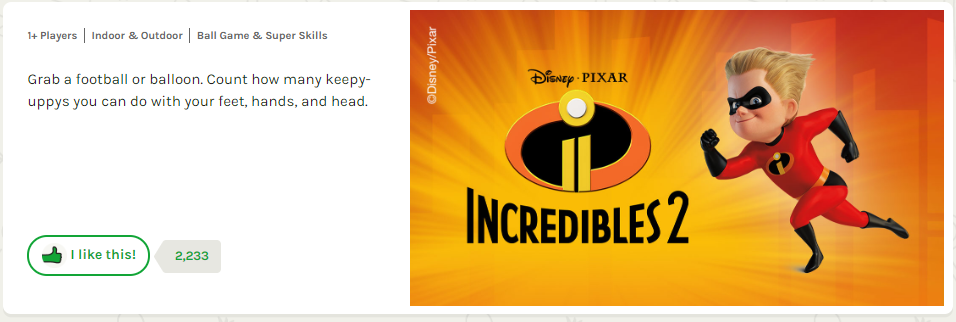 1+ Players | Indoor & Outdoor | Ball Game & Super Skills
Grab a football or balloon. Count how many keepy-
uppys you can do with your feet, hands, and head.
I like this!
2,233
©Disney/Pixar
Disney · PIXAR
INCREDIBLES 2